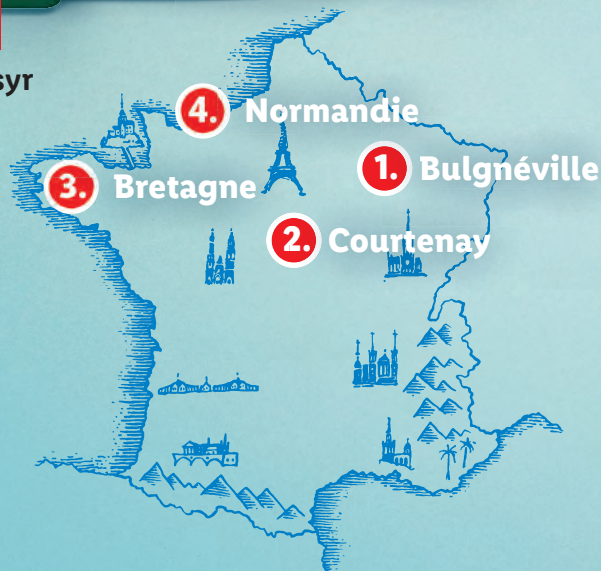 syr
4. Normandie
1. Bulgnéville
3. Bretagne
2. Courtenay